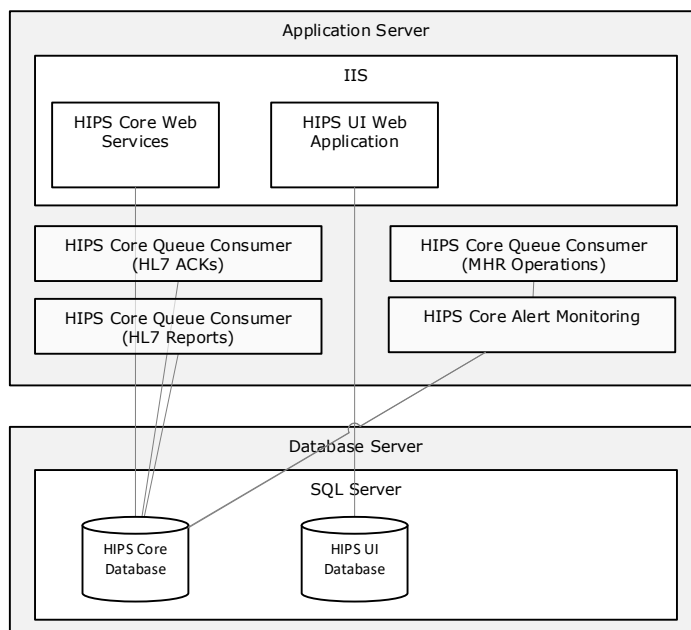 Application Server
IIS
HIPS Core Web
Services
HIPS UI Web
Application
HIPS Core Queue Consumer
(HL7 ACKs)
HIPS Core Queue Consumer
(MHR Operations)
HIPS Core Queue Consumer
(HL7 Reports)
HIPS Core Alert Monitoring
Database Server
SQL Server
HIPS Core
Database
HIPS UI
Database